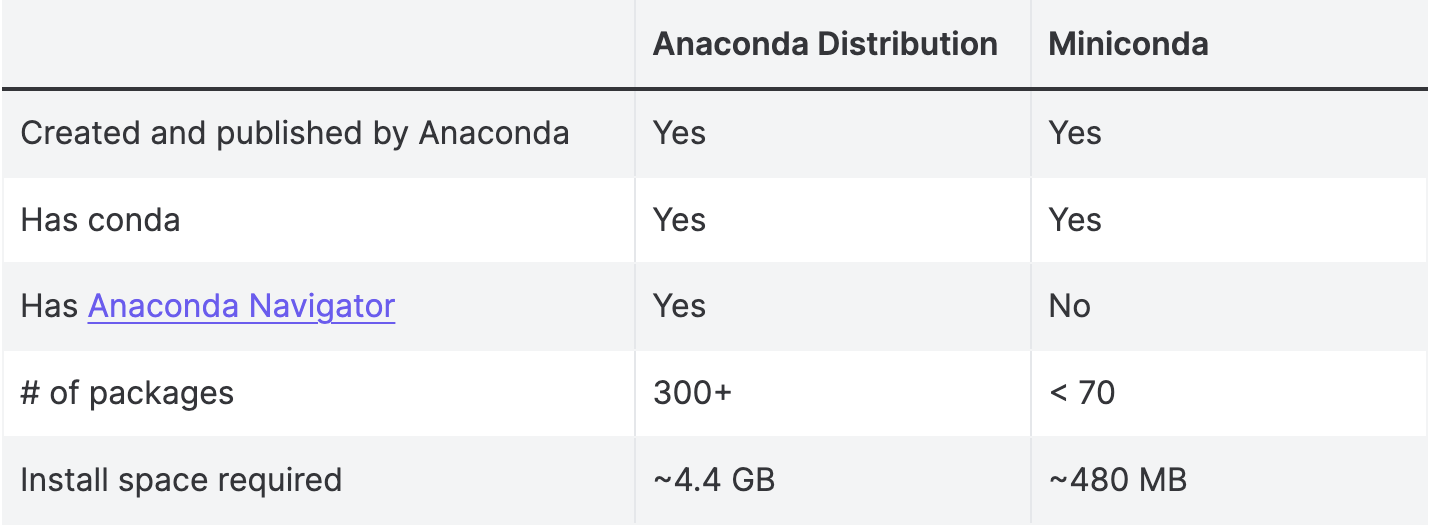 Anaconda Distribution Miniconda
Created and published by Anaconda Yes Yes
Has conda Yes Yes
Has Anaconda Navigator Yes No
# of packages 300+ < 70
Install space required ~4.4 GB ~480 MB